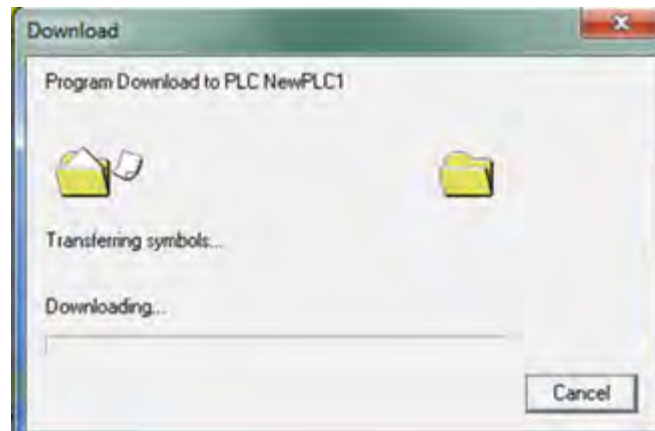 Download
Program Download to PLC NewPLC1
Transferring symbols...
Downloading...
Cancel